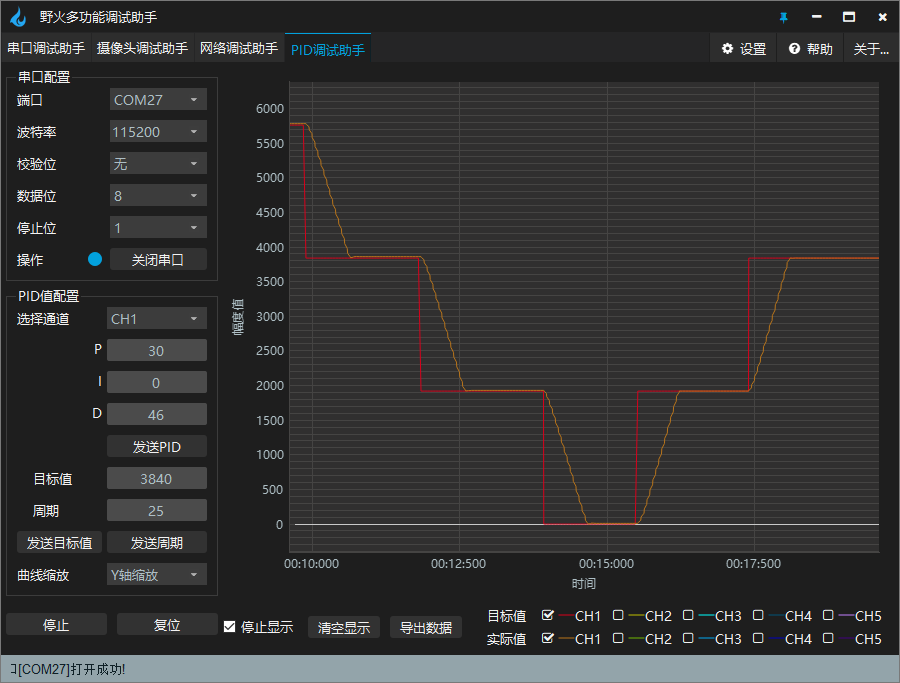 野火多功能调试助手
串口调试助手 摄像头调试助手 网络调试助手 PID调试助手 设置 帮助 关于...
串口配置
端口 COM27
波特率 115200
校验位 无
数据位 8
停止位 1
操作 关闭串口
PID值配置
选择通道 CH1
P 30
I 0
D 46
发送PID
目标值 3840
周期 25
发送目标值 发送周期
曲线缩放 Y轴缩放
停止 复位 停止显示 清空显示 导出数据
幅度值
6000
5500
5000
4500
4000
3500
3000
2500
2000
1500
1000
500
0
00:10:000 00:12:500 00:15:000 00:17:500
时间
目标值 CH1 CH2 CH3 CH4 CH5
实际值 CH1 CH2 CH3 CH4 CH5
[COM27]打开成功!